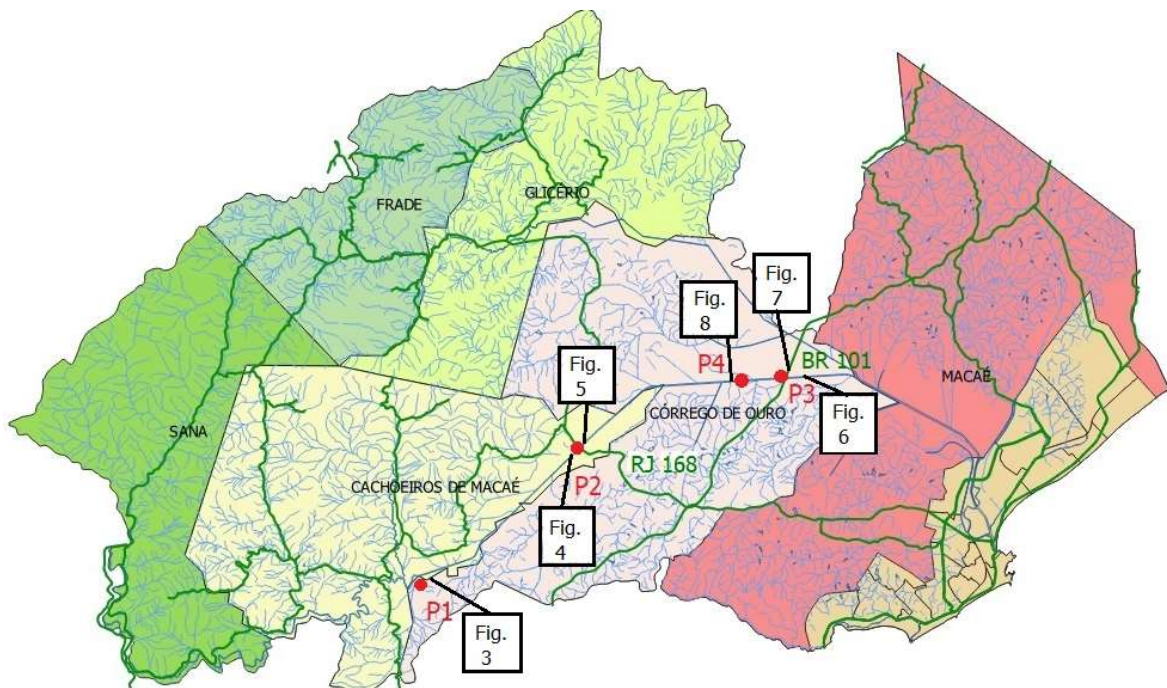 FRADE
GLICÉRIO
Fig.
7
Fig.
8
P4
BR 101
P3
MACAÉ
Fig.
5
CÓRREGO DE OURO
Fig.
6
SANA
RJ 168
CACHOEIROS DE MACAÉ
P2
Fig.
4
P1
Fig.
3